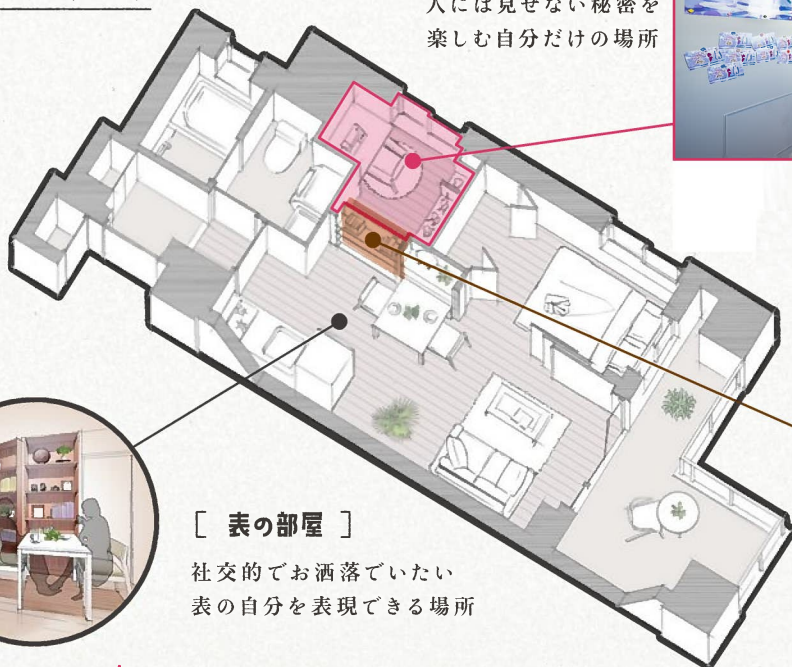 人には見せない秘密を
楽しむ自分だけの場所
[ 表の部屋 ]
社交的でお洒落でいたい
表の自分を表現できる場所